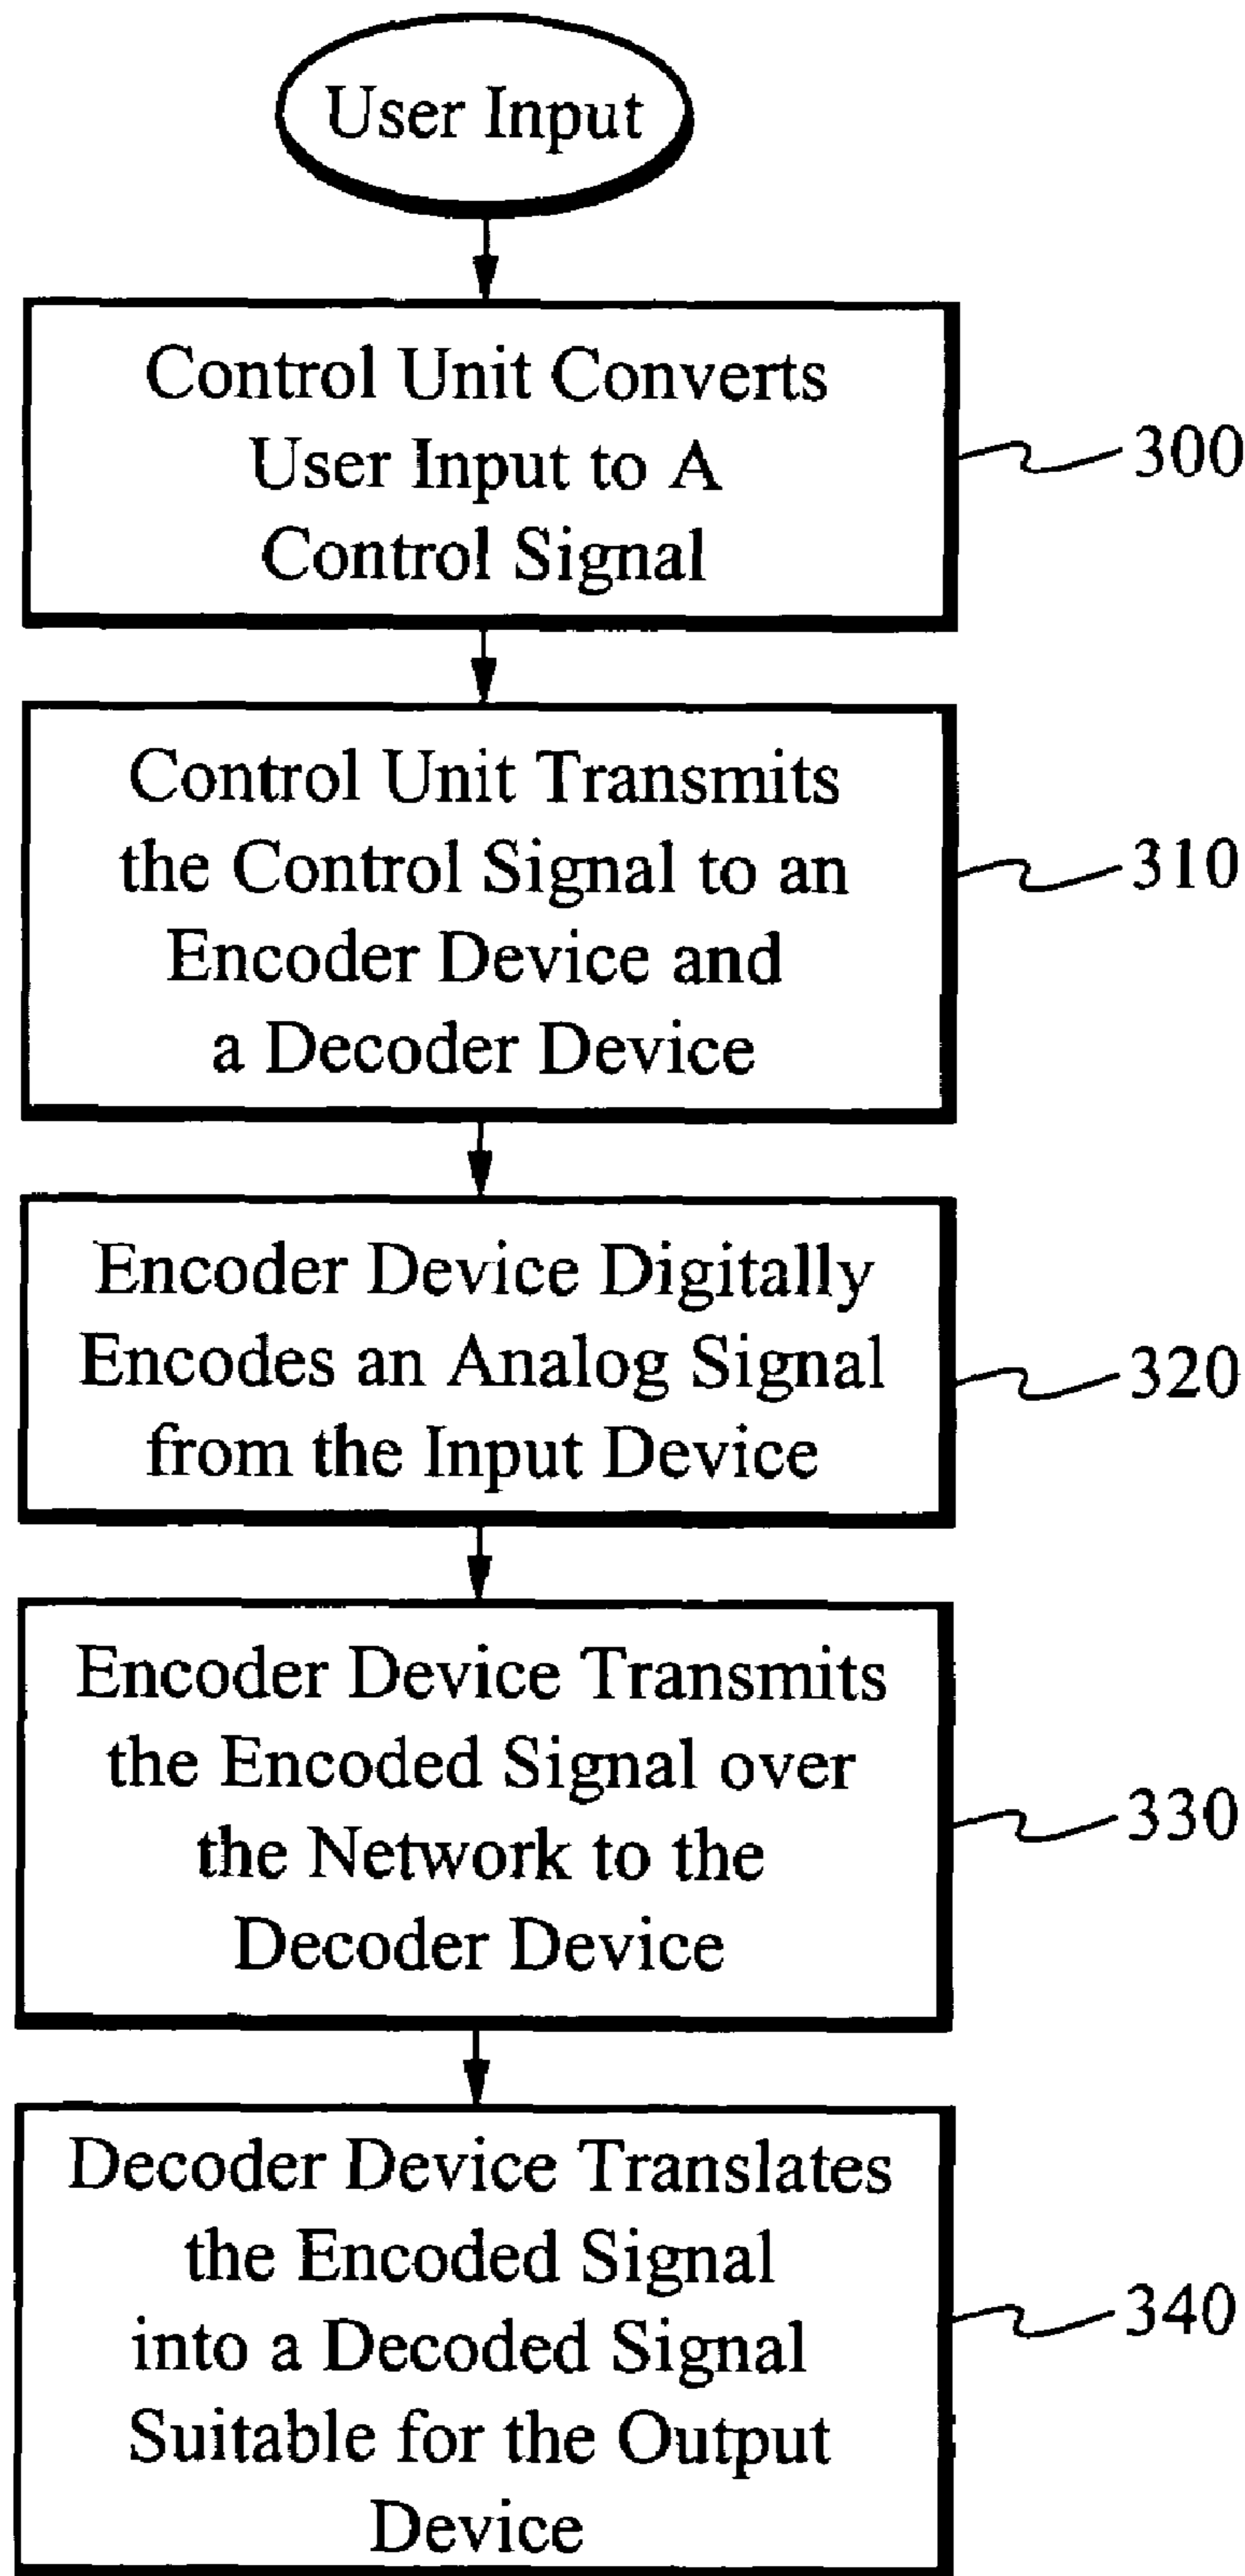 User Input
Control Unit Converts
User Input to A
Control Signal
300
Control Unit Transmits
the Control Signal to an
Encoder Device and
a Decoder Device
310
Encoder Device Digitally
Encodes an Analog Signal
from the Input Device
320
Encoder Device Transmits
the Encoded Signal over
the Network to the
Decoder Device
330
Decoder Device Translates
the Encoded Signal
into a Decoded Signal
Suitable for the Output
Device
340